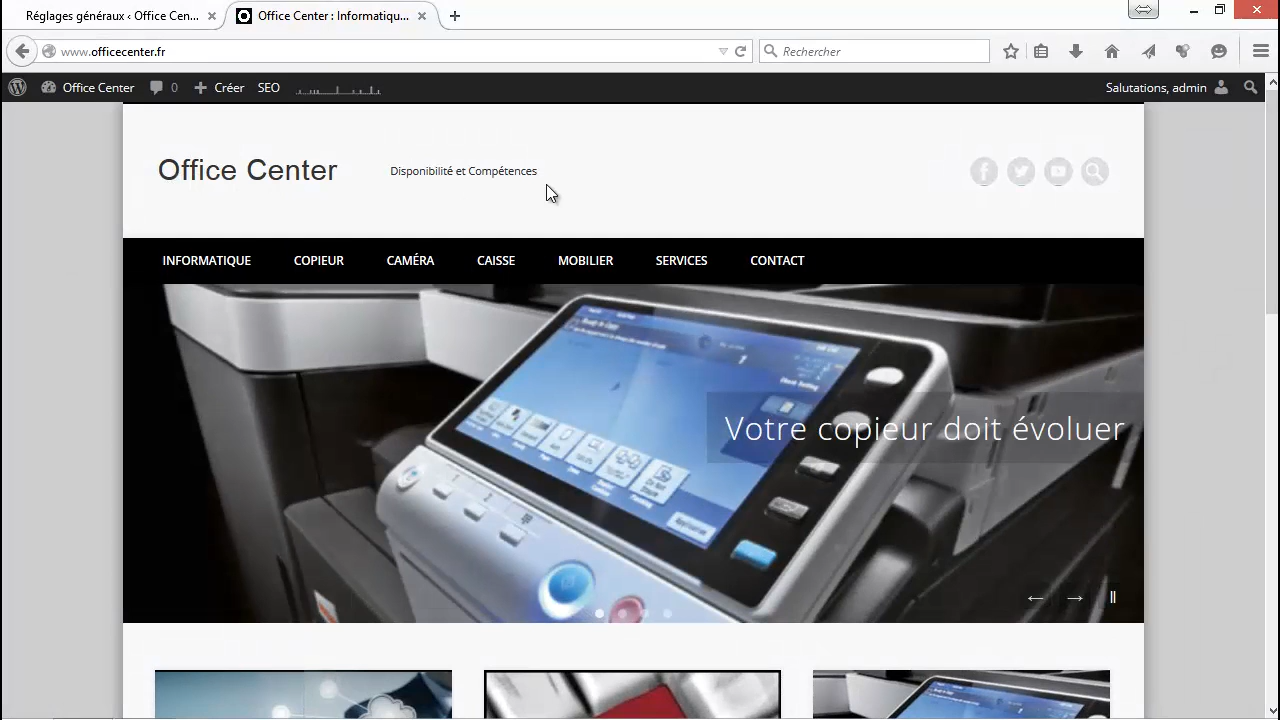 Réglages généraux ‹ Office Cen...
Office Center : Informatiqu...
www.officecenter.fr
Rechercher
Office Center
0
Créer
SEO
Salutations, admin
Office Center
Disponibilité et Compétences
INFORMATIQUE
COPIEUR
CAMÉRA
CAISSE
MOBILIER
SERVICES
CONTACT
Votre copieur doit évoluer